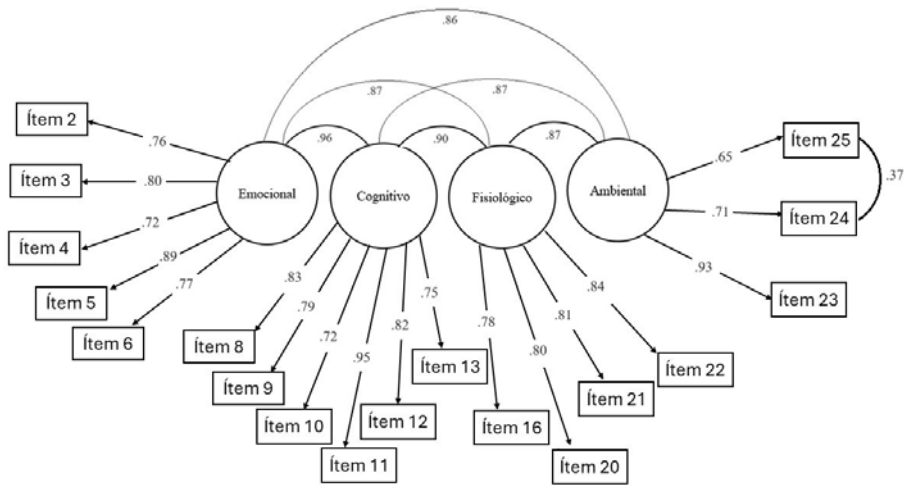 .86
.87
.87
.96
.90
.87
Ítem 2
.76
Ítem 3
.80
Ítem 4
.72
Ítem 5
.89
Ítem 6
.77
Emocional
Cognitivo
Fisiológico
Ambiental
.65
Ítem 25
.37
.71
Ítem 24
.93
Ítem 23
.83
Ítem 8
.79
Ítem 9
.72
Ítem 10
.95
Ítem 11
.82
Ítem 12
.75
Ítem 13
.78
Ítem 16
.80
Ítem 20
.81
Ítem 21
.84
Ítem 22